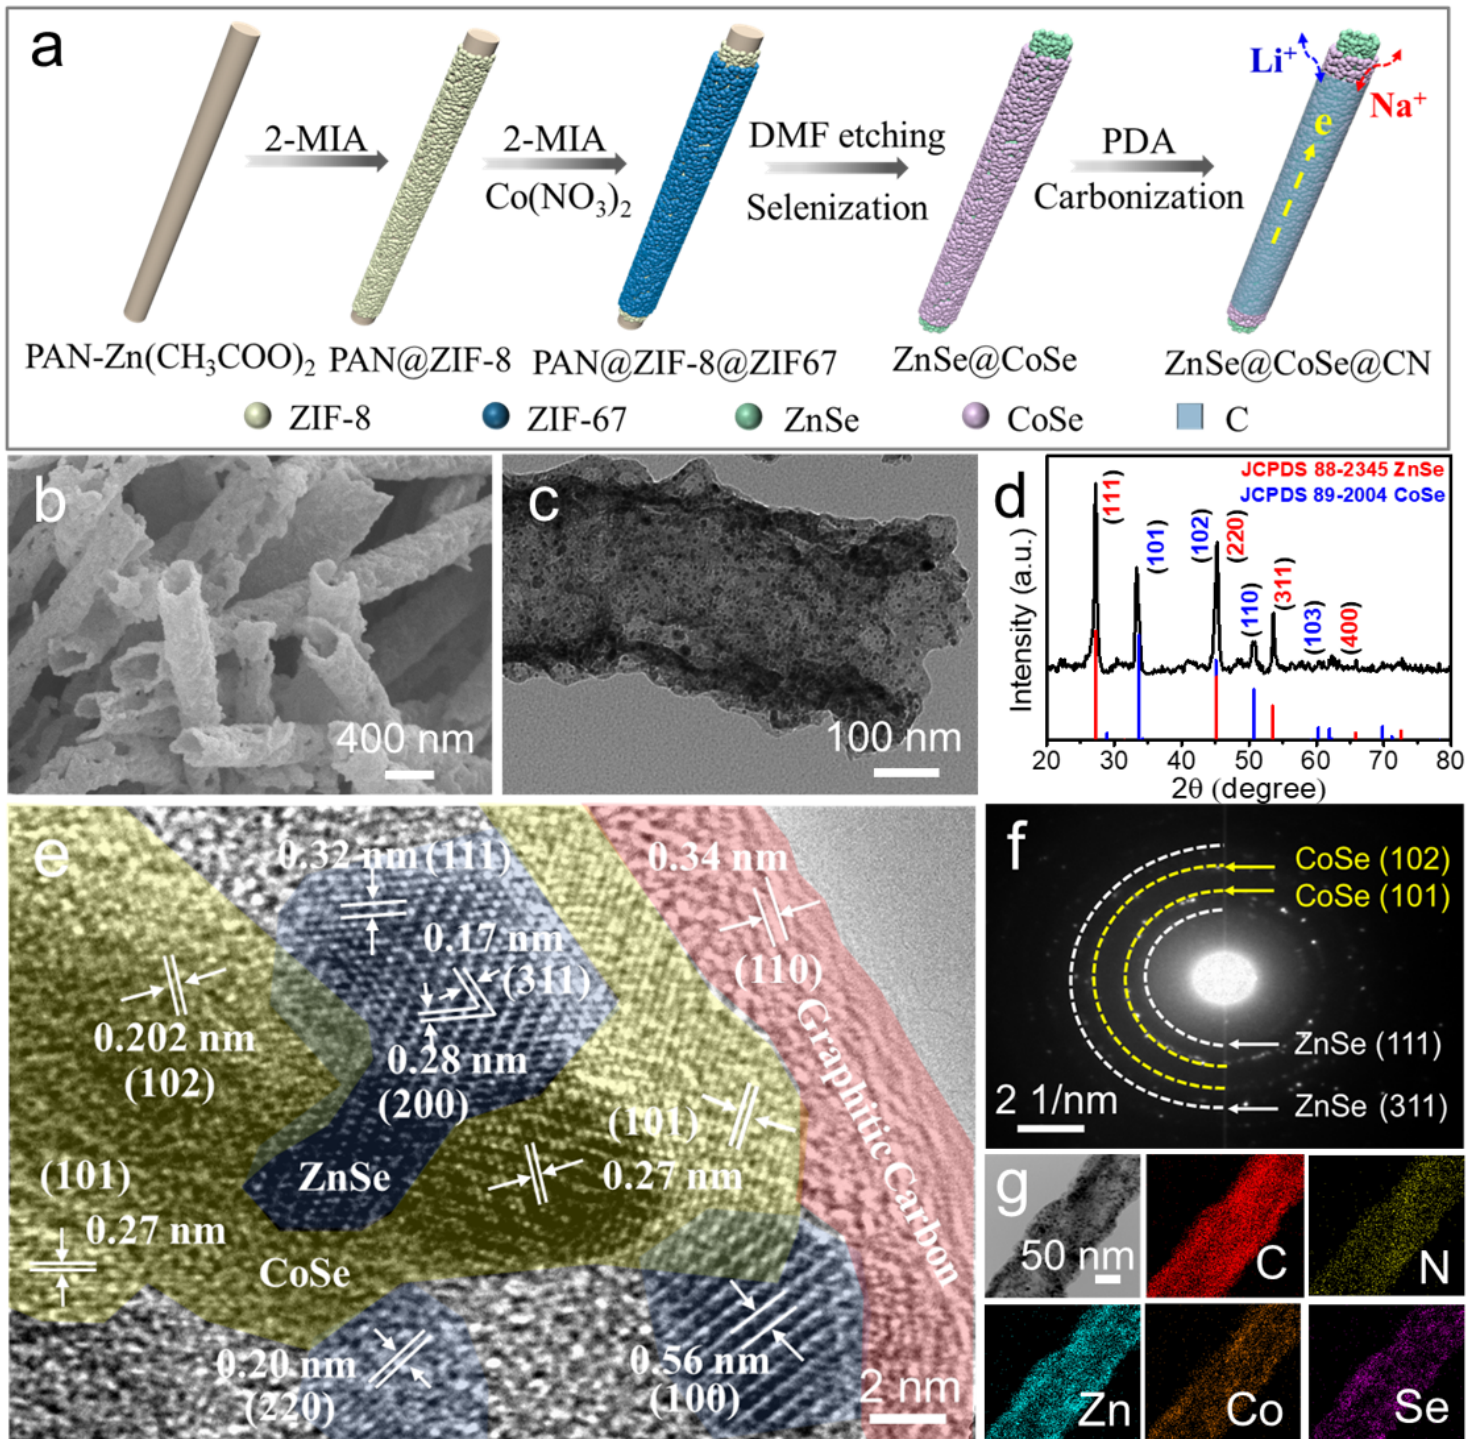 a
Li⁺
Na⁺
e
2-MIA
2-MIA
Co(NO₃)₂
DMF etching
Selenization
PDA
Carbonization
PAN-Zn(CH₃COO)₂
PAN@ZIF-8
PAN@ZIF-8@ZIF67
ZnSe@CoSe
ZnSe@CoSe@CN
ZIF-8
ZIF-67
ZnSe
CoSe
C
b
400 nm
c
100 nm
d
JCPDS 88-2345 ZnSe
JCPDS 89-2004 CoSe
(111)
(101)
(102)
(220)
(110)
(311)
(103)
(400)
Intensity (a.u.)
20 30 40 50 60 70 80
2θ (degree)
e
0.32 nm (111)
0.34 nm
(110)
0.17 nm
(311)
0.202 nm
(102)
0.28 nm
(200)
Graphitic Carbon
(101)
0.27 nm
ZnSe
(101)
0.27 nm
CoSe
0.20 nm
(220)
0.56 nm
(100)
2 nm
f
CoSe (102)
CoSe (101)
ZnSe (111)
ZnSe (311)
2 1/nm
g
50 nm
C
N
Zn
Co
Se